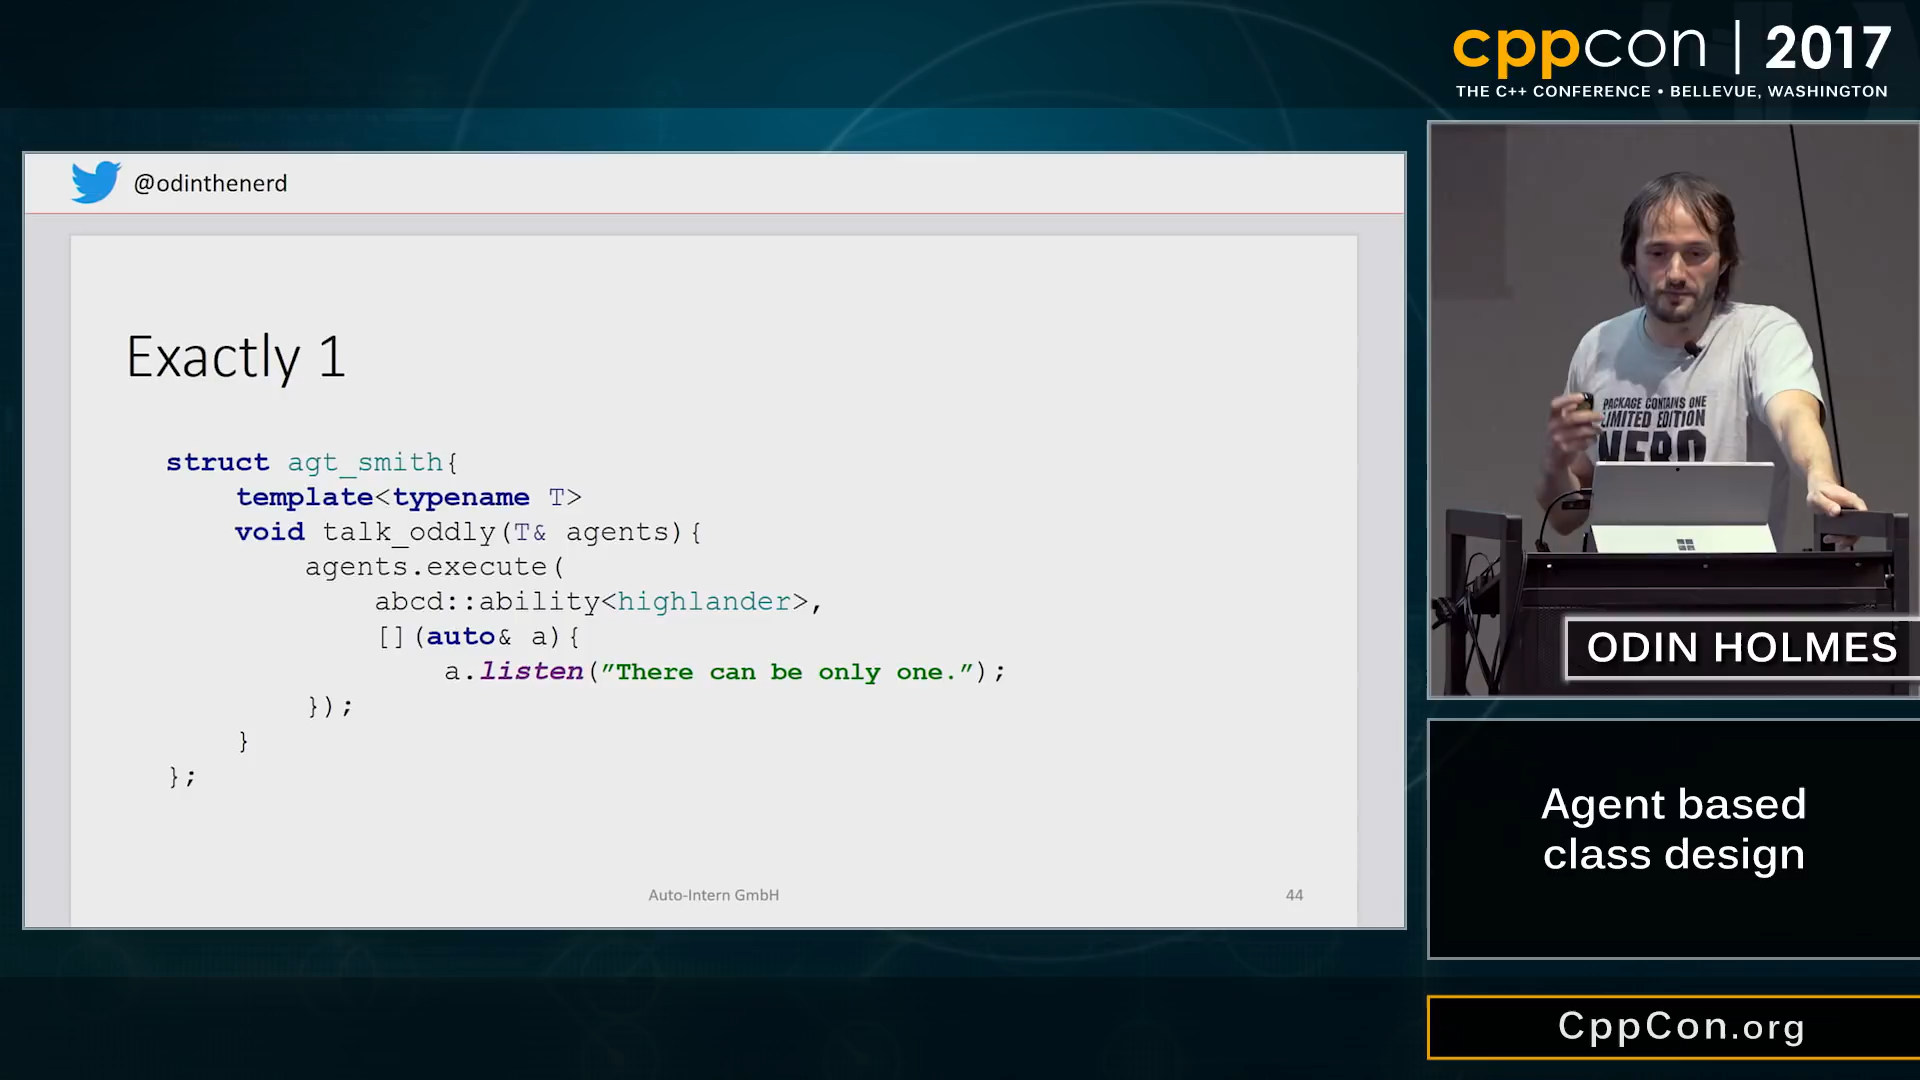 cppcon | 2017
THE C++ CONFERENCE • BELLEVUE, WASHINGTON
@odinthenerd
Exactly 1
struct agt_smith{
    template<typename T>
    void talk_oddly(T& agents){
        agents.execute(
            abcd::ability<highlander>,
            [](auto& a){
                a.listen(”There can be only one.”);
        });
    }
};
Auto-Intern GmbH
44
PACKAGE CONTAINS ONE
LIMITED EDITION
NERD
ODIN HOLMES
Agent based
class design
CppCon.org